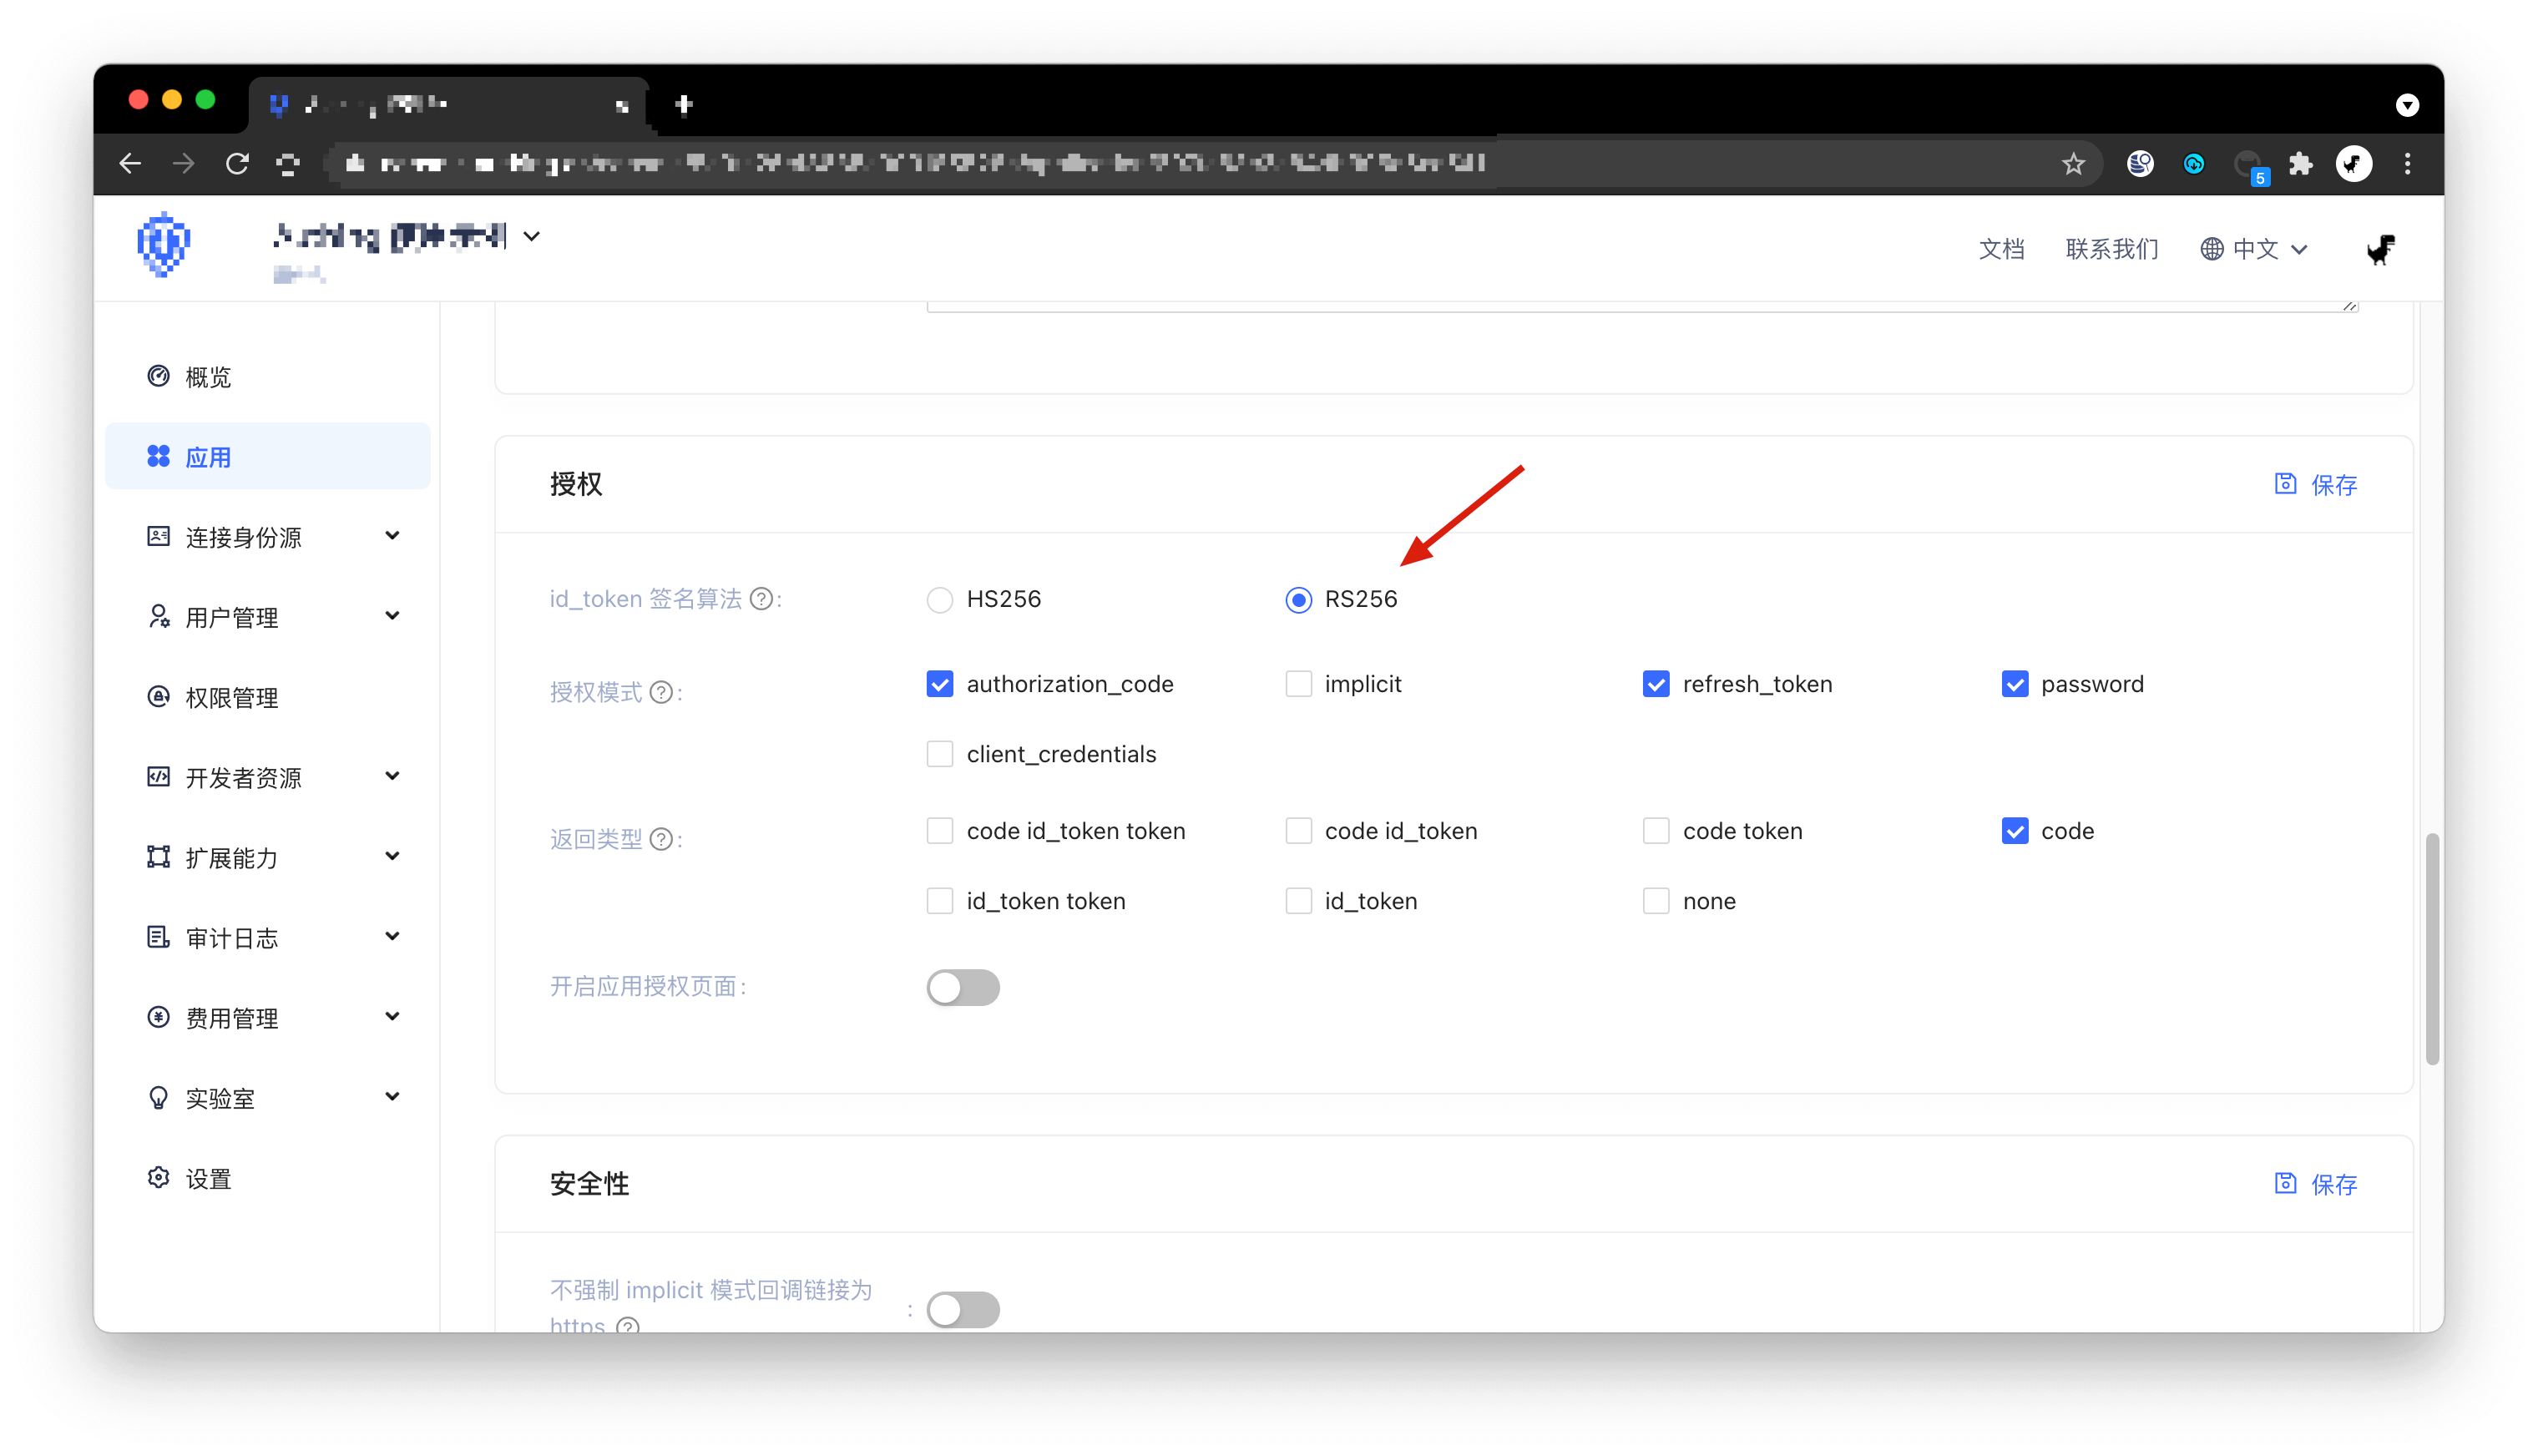 5
文档 联系我们 中文
概览
应用
连接身份源
用户管理
权限管理
开发者资源
扩展能力
审计日志
费用管理
实验室
设置
授权 保存
id_token 签名算法 ? : HS256 RS256
授权模式 ? : authorization_code implicit refresh_token password
client_credentials
返回类型 ? : code id_token token code id_token code token code
id_token token id_token none
开启应用授权页面 :
安全性 保存
不强制 implicit 模式回调链接为
https ? :